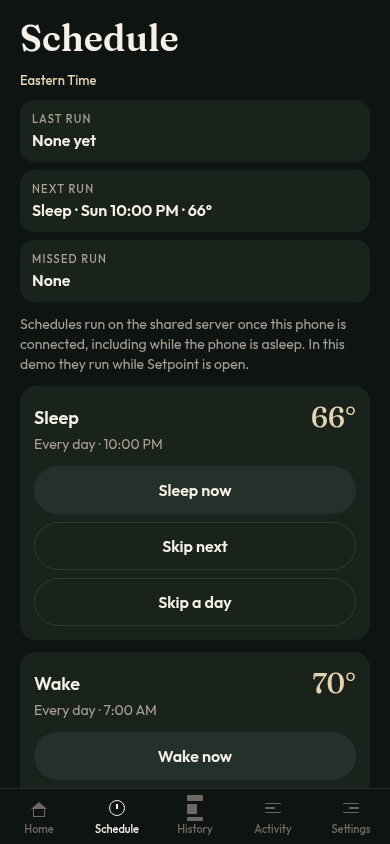 Schedule
Eastern Time
LAST RUN
None yet
NEXT RUN
Sleep · Sun 10:00 PM · 66°
MISSED RUN
None
Schedules run on the shared server once this phone is
connected, including while the phone is asleep. In this
demo they run while Setpoint is open.
Sleep 66°
Every day · 10:00 PM
Sleep now
Skip next
Skip a day
Wake 70°
Every day · 7:00 AM
Wake now
Home Schedule History Activity Settings